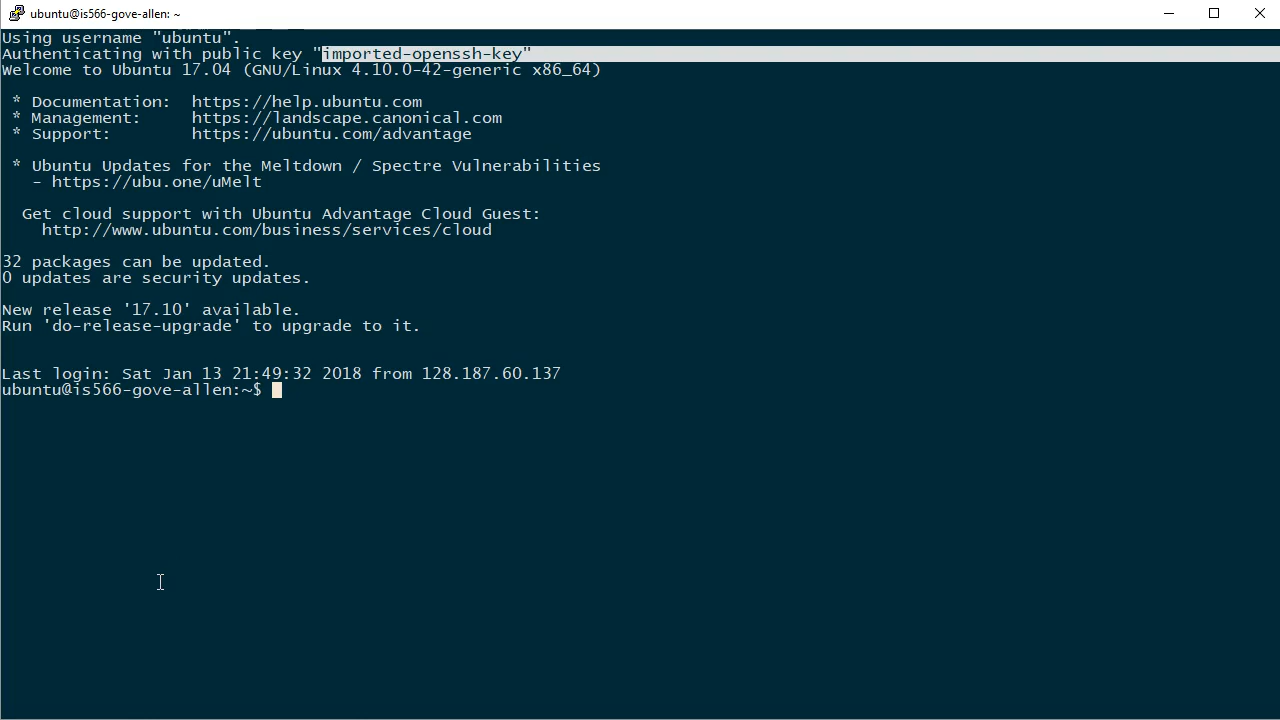 ubuntu@is566-gove-allen: ~
Using username "ubuntu".
Authenticating with public key "imported-openssh-key"
Welcome to Ubuntu 17.04 (GNU/Linux 4.10.0-42-generic x86_64)
* Documentation: https://help.ubuntu.com
* Management: https://landscape.canonical.com
* Support: https://ubuntu.com/advantage
* Ubuntu Updates for the Meltdown / Spectre Vulnerabilities
- https://ubu.one/uMelt
Get cloud support with Ubuntu Advantage Cloud Guest:
http://www.ubuntu.com/business/services/cloud
32 packages can be updated.
0 updates are security updates.
New release '17.10' available.
Run 'do-release-upgrade' to upgrade to it.
Last login: Sat Jan 13 21:49:32 2018 from 128.187.60.137
ubuntu@is566-gove-allen:~$